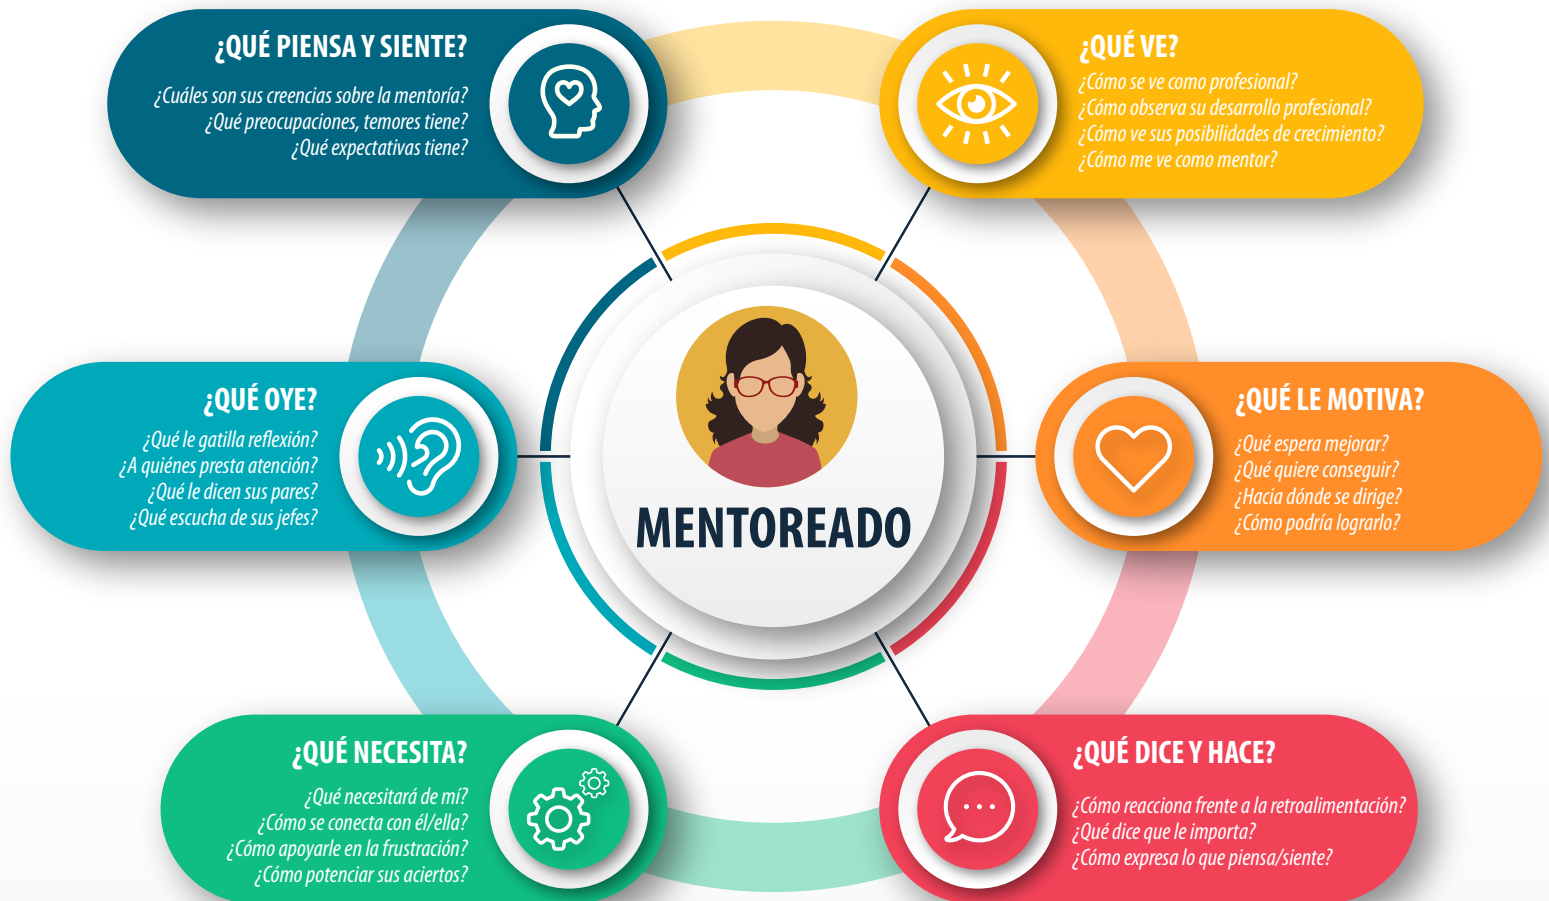 ¿QUÉ PIENSA Y SIENTE?
¿Cuáles son sus creencias sobre la mentoría?
¿Qué preocupaciones, temores tiene?
¿Qué expectativas tiene?
¿QUÉ VE?
¿Cómo se ve como profesional?
¿Cómo observa su desarrollo profesional?
¿Cómo ve sus posibilidades de crecimiento?
¿Cómo me ve como mentor?
¿QUÉ OYE?
¿Qué le gatilla reflexión?
¿A quiénes presta atención?
¿Qué le dicen sus pares?
¿Qué escucha de sus jefes?
MENTOREADO
¿QUÉ LE MOTIVA?
¿Qué espera mejorar?
¿Qué quiere conseguir?
¿Hacia dónde se dirige?
¿Cómo podría lograrlo?
¿QUÉ NECESITA?
¿Qué necesitará de mí?
¿Cómo se conecta con él/ella?
¿Cómo apoyarle en la frustración?
¿Cómo potenciar sus aciertos?
¿QUÉ DICE Y HACE?
¿Cómo reacciona frente a la retroalimentación?
¿Qué dice que le importa?
¿Cómo expresa lo que piensa/siente?